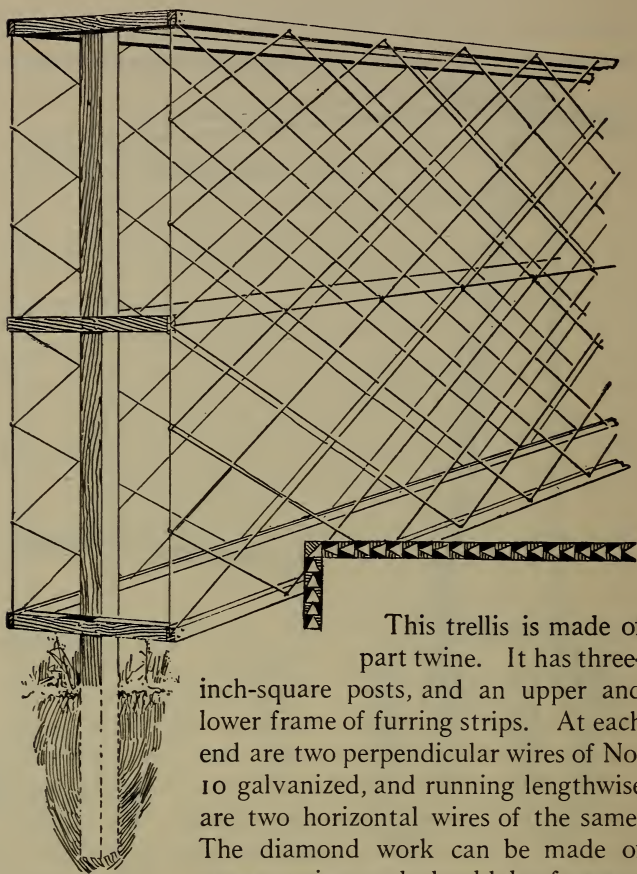 This trellis is made of
part twine. It has three-
inch-square posts, and an upper and
lower frame of furring strips. At each
end are two perpendicular wires of No.
10 galvanized, and running lengthwise
are two horizontal wires of the same.
The diamond work can be made of